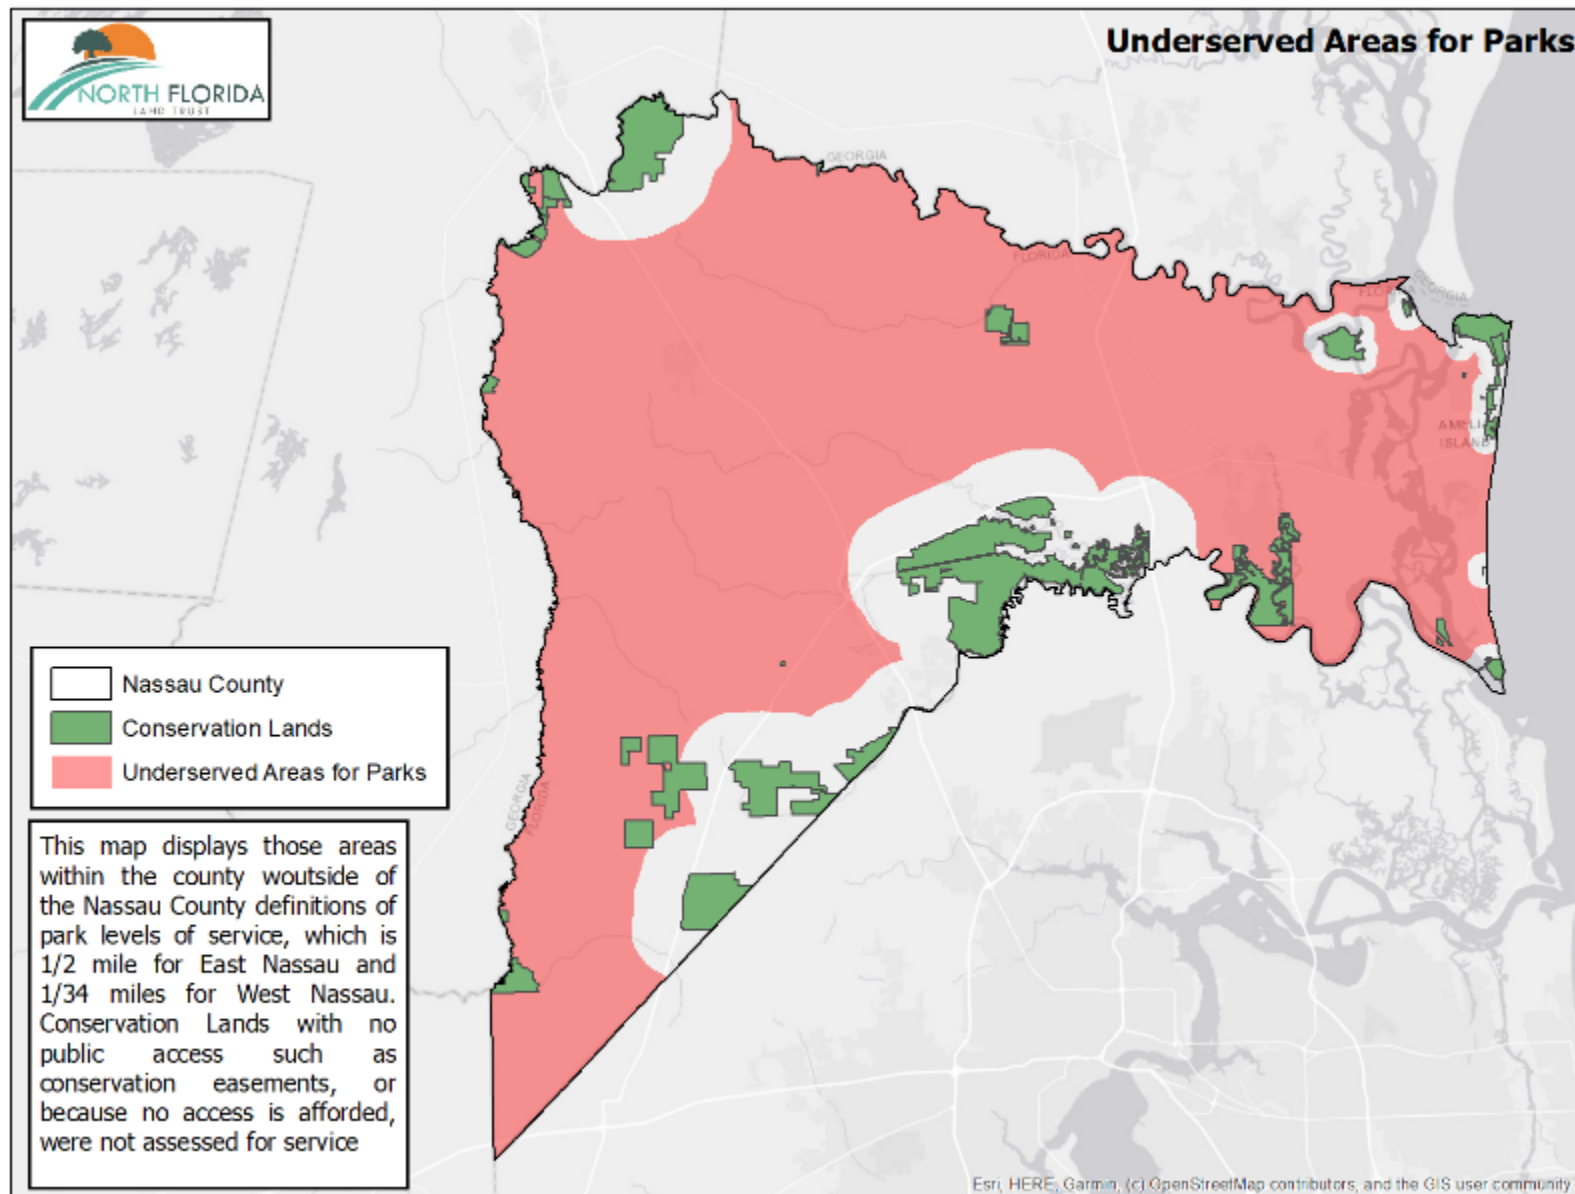 NORTH FLORIDA
LAND TRUST
Underserved Areas for Parks
GEORGIA
FLORIDA
GEORGIA
FLOR
AMELIA
ISLAND
GEORGIA
FLORIDA
Nassau County
Conservation Lands
Underserved Areas for Parks
This map displays those areas
within the county woutside of
the Nassau County definitions of
park levels of service, which is
1/2 mile for East Nassau and
1/34 miles for West Nassau.
Conservation Lands with no
public access such as
conservation easements, or
because no access is afforded,
were not assessed for service
Esri, HERE, Garmin, (c) OpenStreetMap contributors, and the GIS user community